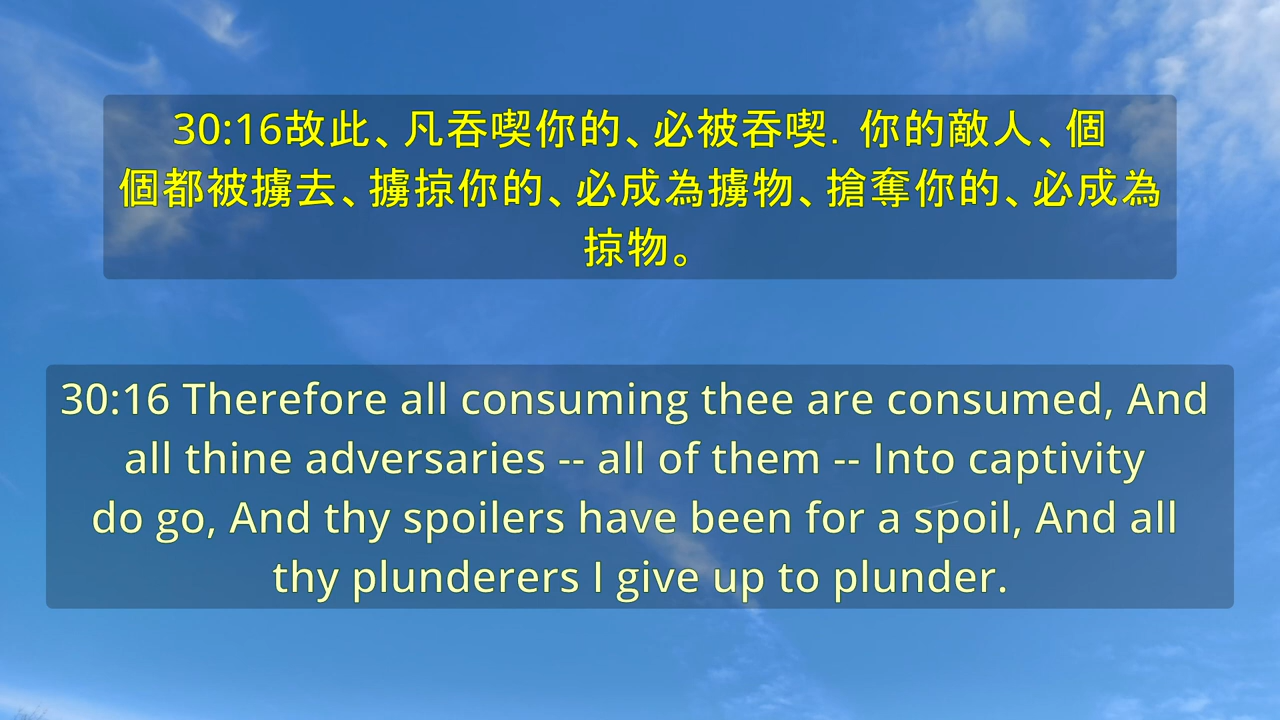 30:16故此、凡吞喫你的、必被吞喫．你的敵人、個
個都被擄去、擄掠你的、必成為擄物、搶奪你的、必成為
掠物。
30:16 Therefore all consuming thee are consumed, And
all thine adversaries -- all of them -- Into captivity
do go, And thy spoilers have been for a spoil, And all
thy plunderers I give up to plunder.